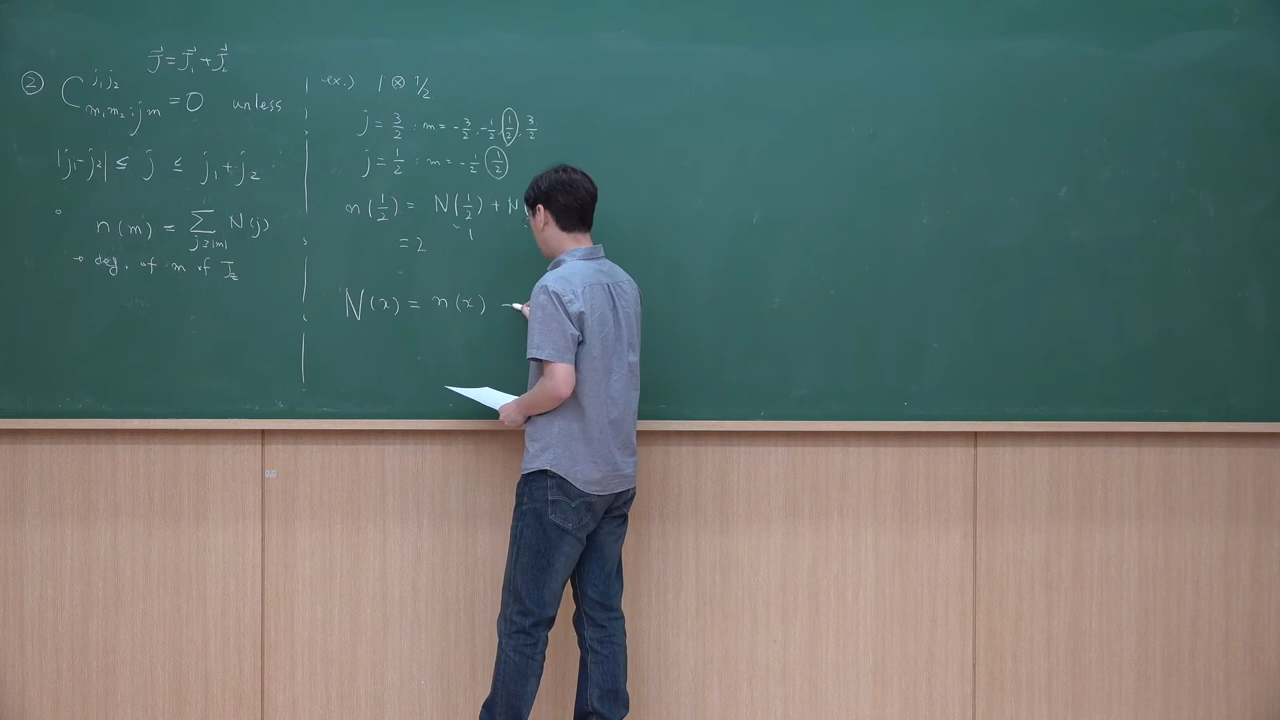 J⃗ = J⃗₁ + J⃗₂
② C^{j₁j₂}_{m₁m₂;jm} = 0 unless
|j₁-j₂| ≤ j ≤ j₁+j₂
n(m) = Σ_{j≥|m|} N(j)
→ deg. of m of J_z
ex.) 1 ⊗ 1/2
j = 3/2 : m = -3/2, -1/2, 1/2, 3/2
j = 1/2 : m = -1/2, 1/2
n(1/2) = N(1/2) + N
1
= 2
N(x) = n(x) -